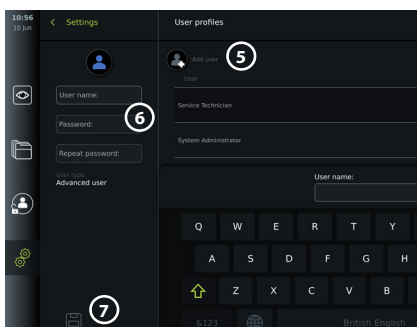 10:56
10 Jun
Settings
User profiles
Add user
5
User
User name:
Service Technician
Password:
6
System Administrator
Repeat password:
User type:
Advanced user
User name:
Q W E R T Y
A S D F G H
Z X C V B
7
&123
British English